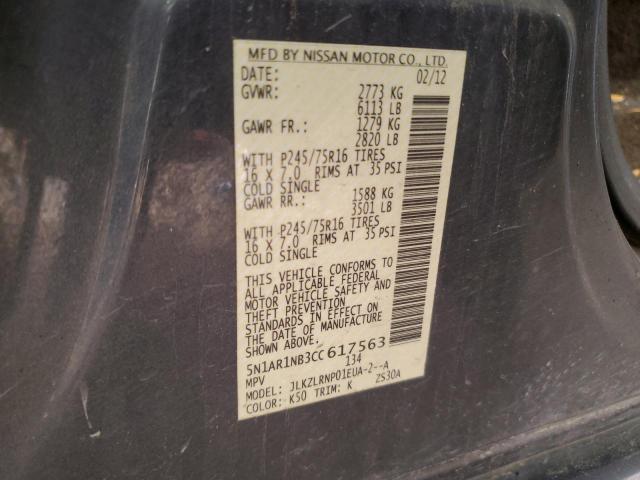 MFD BY NISSAN MOTOR CO., LTD.
DATE: 02/12
GVWR: 2773 KG
6113 LB
GAWR FR.: 1279 KG
2820 LB
WITH P245/75R16 TIRES
16 X 7.0 RIMS AT 35 PSI
COLD SINGLE
GAWR RR.: 1588 KG
3501 LB
WITH P245/75R16 TIRES
16 X 7.0 RIMS AT 35 PSI
COLD SINGLE
THIS VEHICLE CONFORMS TO
ALL APPLICABLE FEDERAL
MOTOR VEHICLE SAFETY AND
THEFT PREVENTION
STANDARDS IN EFFECT ON
THE DATE OF MANUFACTURE
SHOWN ABOVE.
5N1AR1NB3CC617563
MPV 134
MODEL: JLKZLRNP01EUA-2--A
COLOR: K50 TRIM: K ZS30A